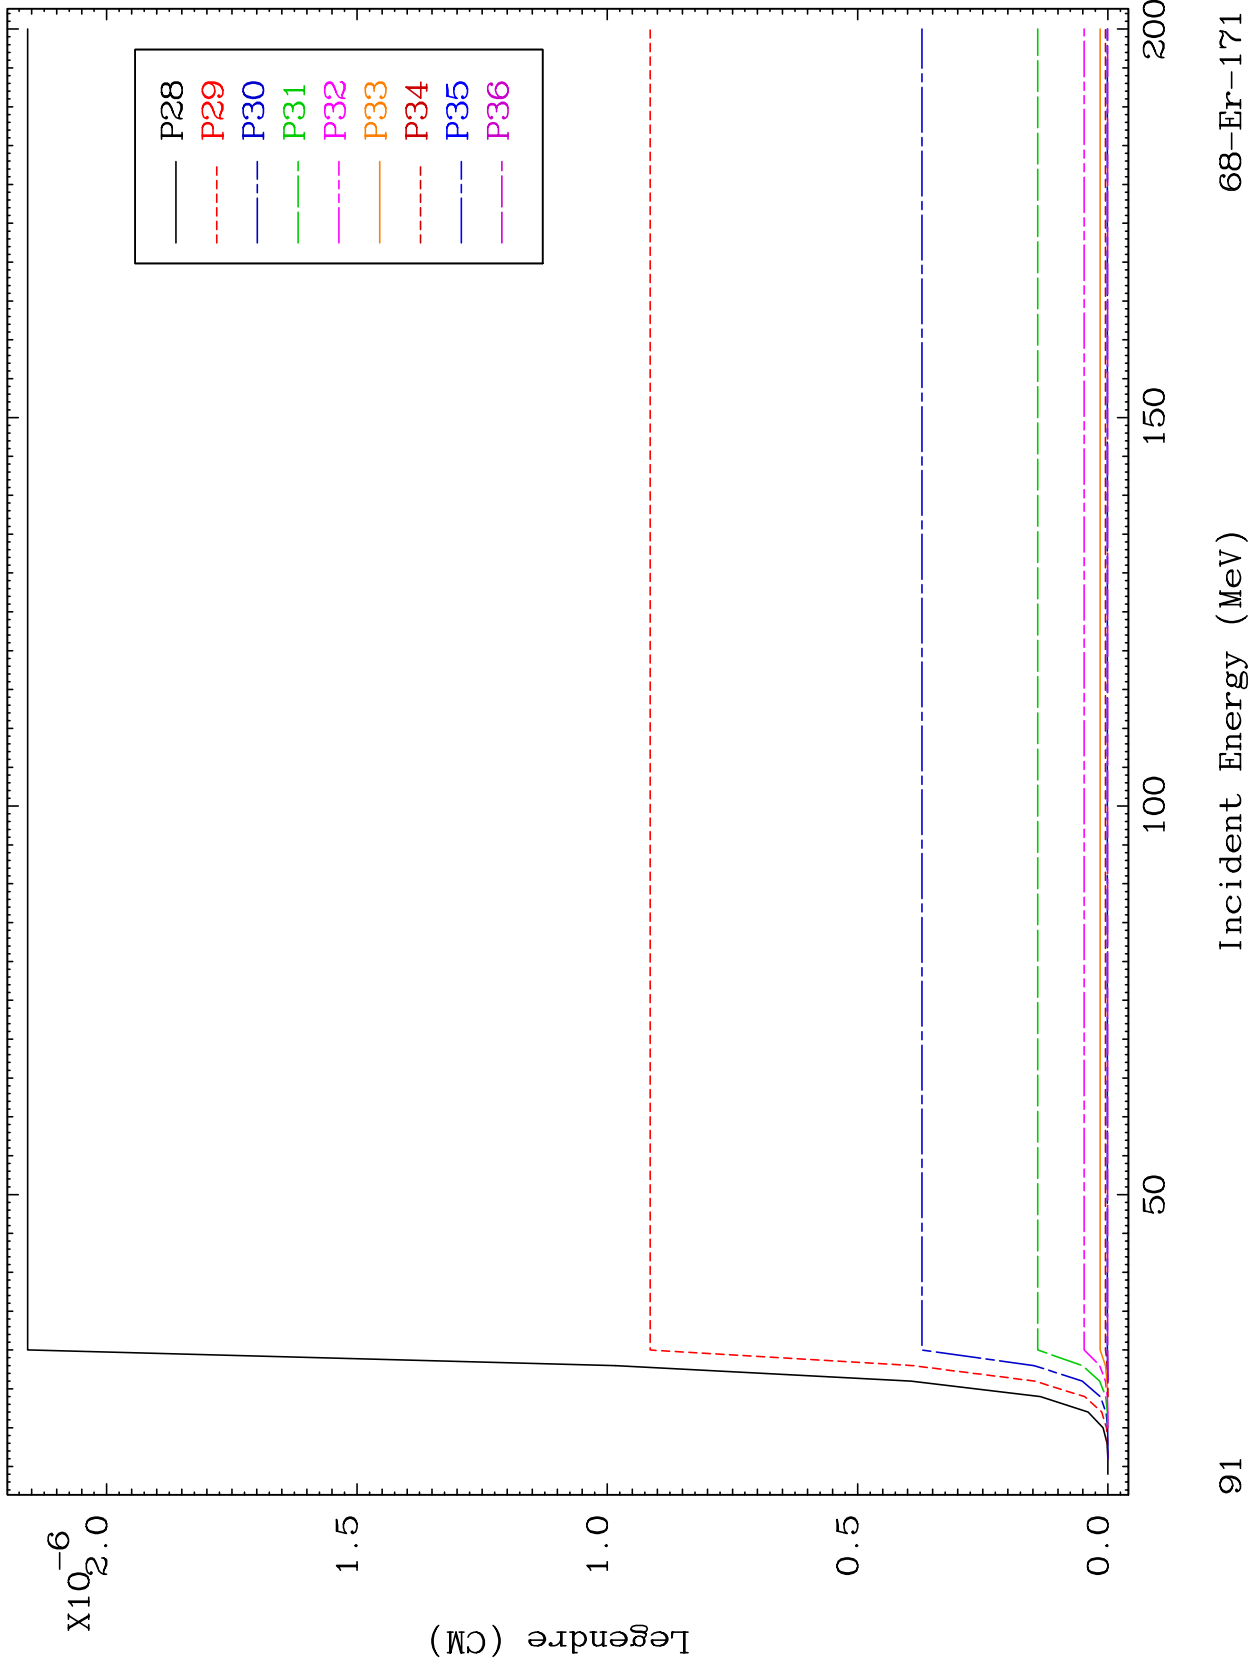 X10-6
2.0
1.5
1.0
0.5
0.0
Legendre (CM)
P28
P29
P30
P31
P32
P33
P34
P35
P36
50
100
150
200
Incident Energy (MeV)
91
68-Er-171